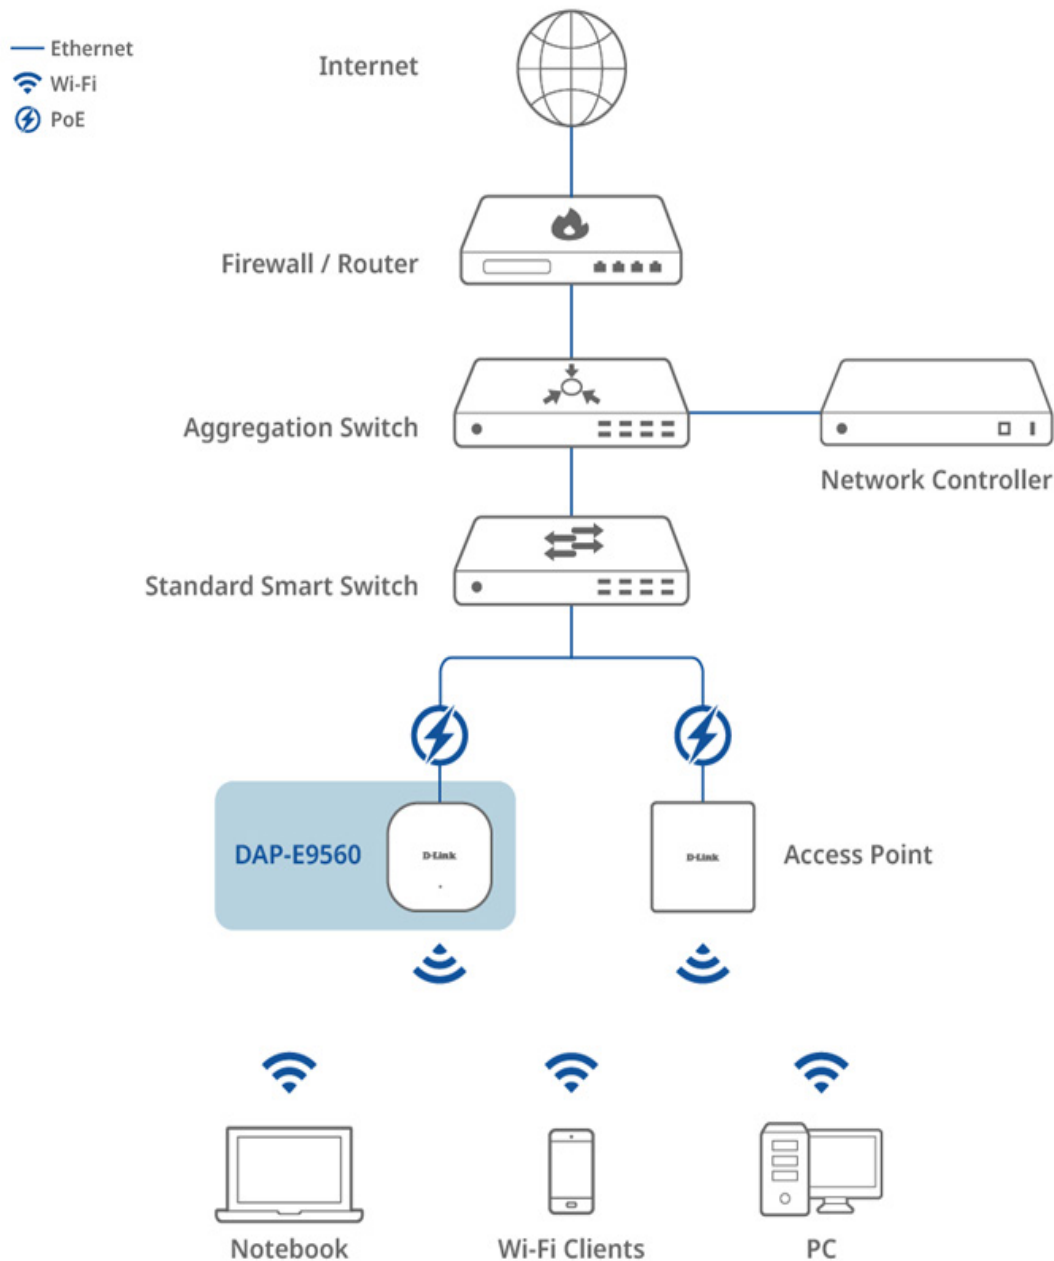 Ethernet
Wi-Fi
PoE
Internet
Firewall / Router
Aggregation Switch
Network Controller
Standard Smart Switch
DAP-E9560
D-Link
D-Link
Access Point
Notebook
Wi-Fi Clients
PC